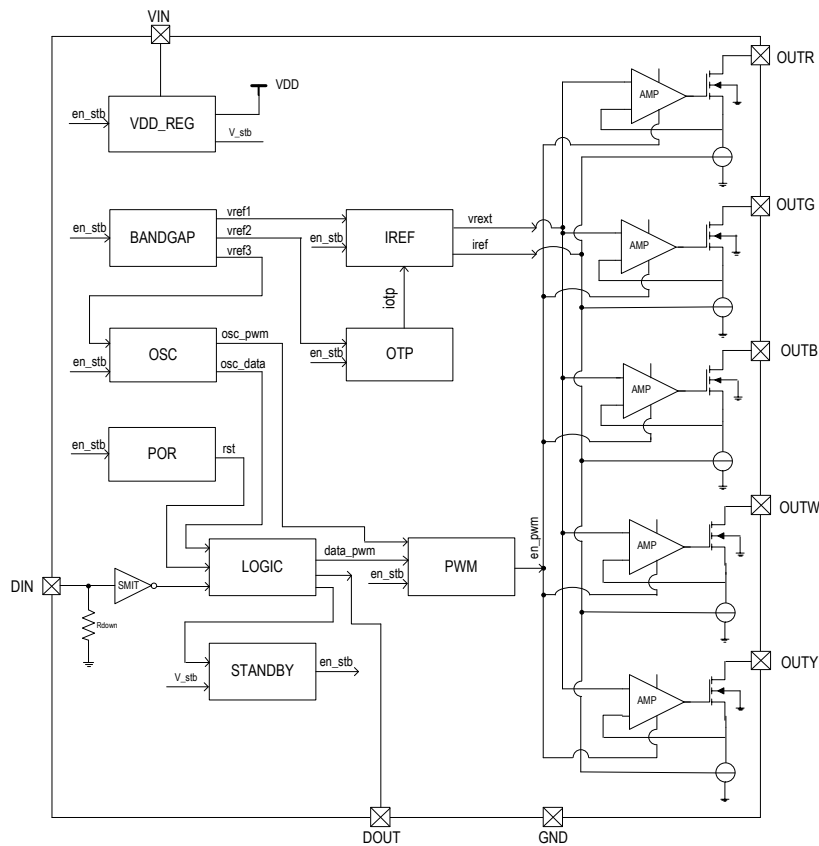 VIN
OUTR
VDD
AMP
en_stb
VDD_REG
V_stb
OUTG
vref1
vrext
en_stb
BANDGAP
vref2
en_stb
IREF
iref
AMP
vref3
iotp
osc_pwm
OUTB
OSC
en_stb
OTP
en_stb
osc_data
AMP
en_stb
POR
rst
OUTW
en_pwm
AMP
LOGIC
data_pwm
PWM
DIN
SMIT
en_stb
Rdown
OUTY
STANDBY
en_stb
V_stb
AMP
DOUT
GND